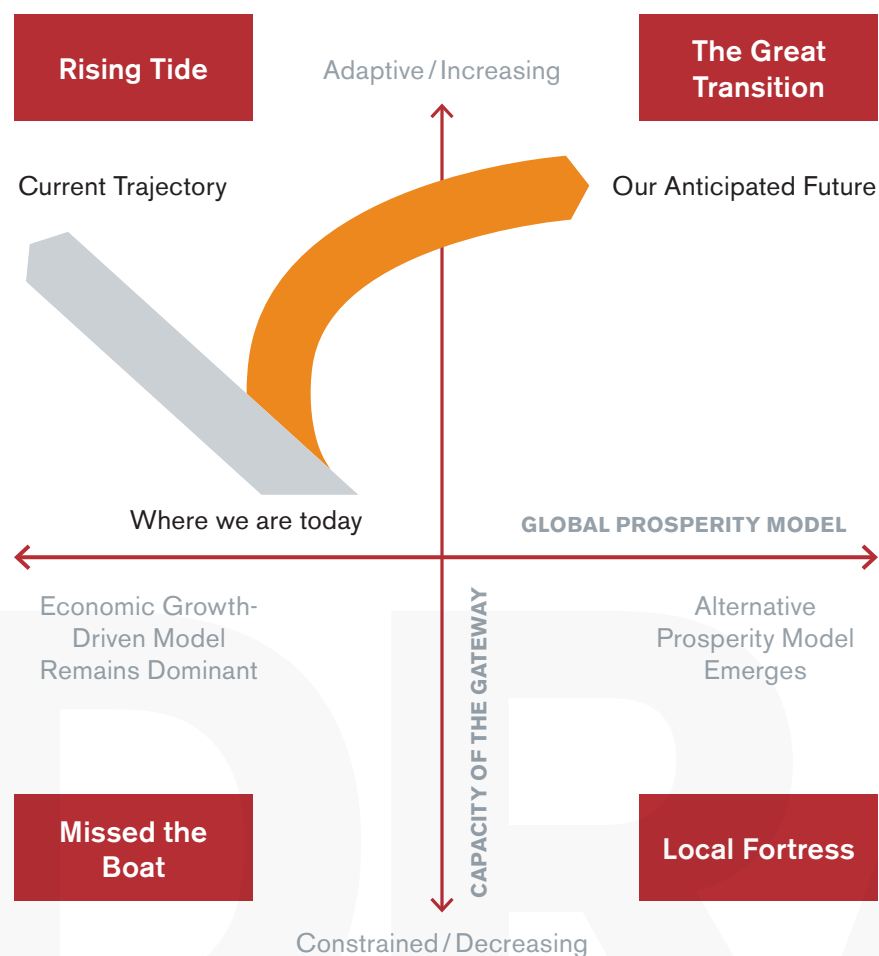 Rising Tide
Adaptive/Increasing
The Great
Transition
Current Trajectory
Our Anticipated Future
Where we are today
GLOBAL PROSPERITY MODEL
Economic Growth-
Driven Model
Remains Dominant
Alternative
Prosperity Model
Emerges
CAPACITY OF THE GATEWAY
Missed the
Boat
Local Fortress
Constrained/Decreasing